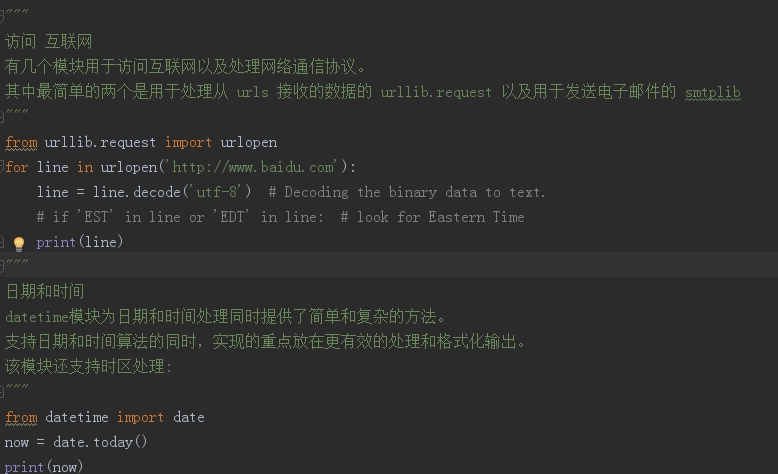 """
访问 互联网
有几个模块用于访问互联网以及处理网络通信协议。
其中最简单的两个是用于处理从 urls 接收的数据的 urllib.request 以及用于发送电子邮件的 smtplib
"""
from urllib.request import urlopen
for line in urlopen('http://www.baidu.com'):
    line = line.decode('utf-8')  # Decoding the binary data to text.
    # if 'EST' in line or 'EDT' in line:  # look for Eastern Time
    print(line)
"""
日期和时间
datetime模块为日期和时间处理同时提供了简单和复杂的方法。
支持日期和时间算法的同时，实现的重点放在更有效的处理和格式化输出。
该模块还支持时区处理:
"""
from datetime import date
now = date.today()
print(now)